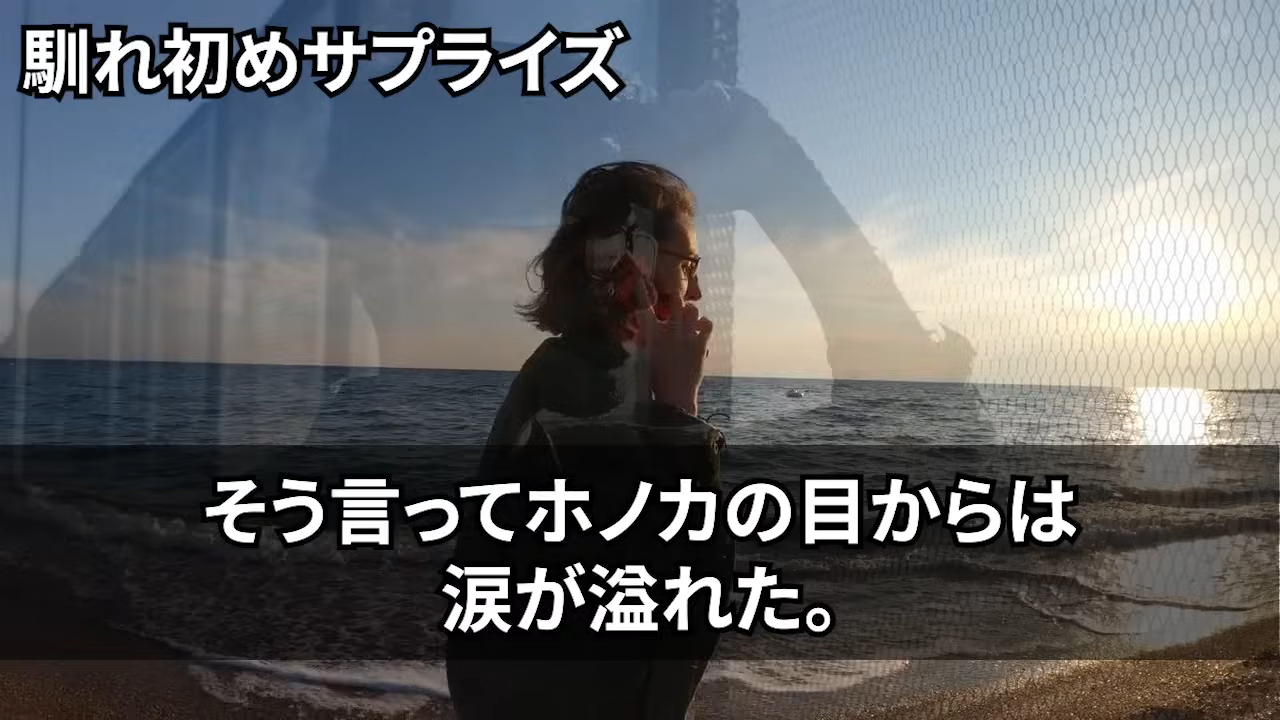 馴れ初めサプライズ
そう言ってホノカの目からは
涙が溢れた。